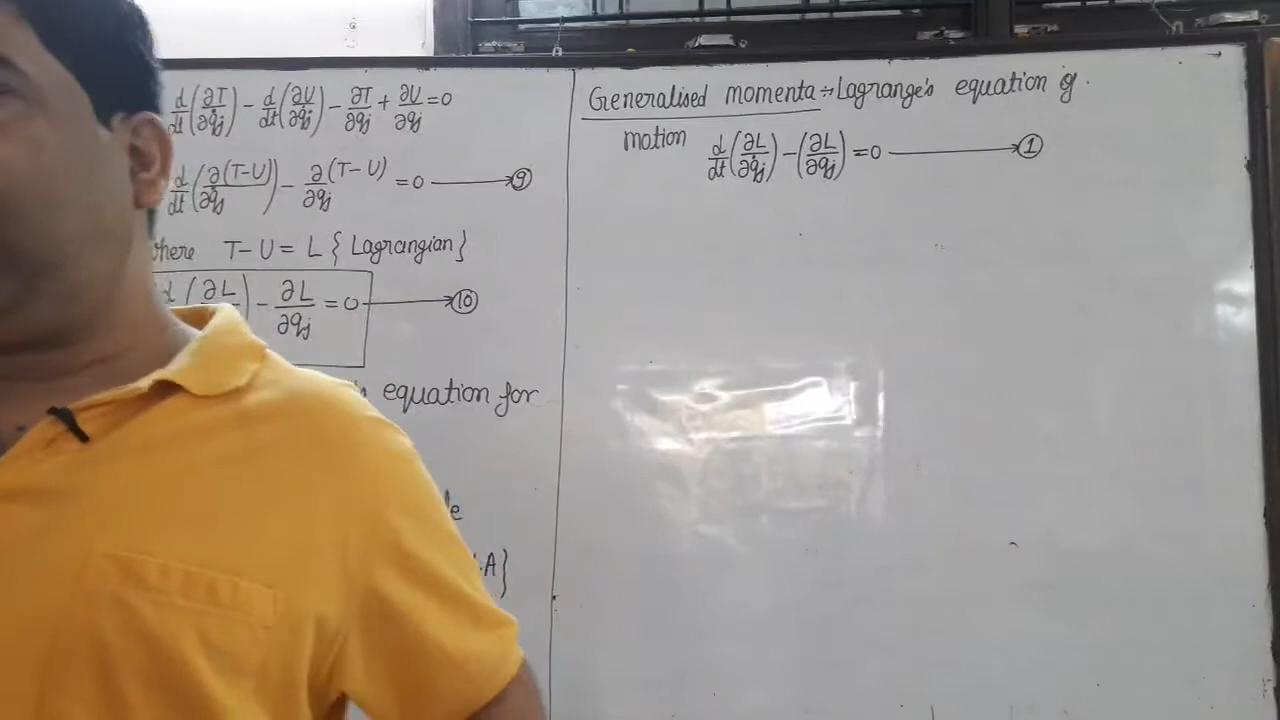 d/dt(∂T/∂q̇j) - d/dt(∂U/∂q̇j) - ∂T/∂qj + ∂U/∂qj = 0
d/dt(∂(T-U)/∂q̇j) - ∂(T-U)/∂qj = 0 → ⑨
where T-U = L { Lagrangian }
d(∂L - ∂L/∂qj = 0 → ⑩
equation for
A}
Generalised momenta → Lagrange's equation of
motion d/dt(∂L/∂q̇j) - (∂L/∂qj) = 0 → ①